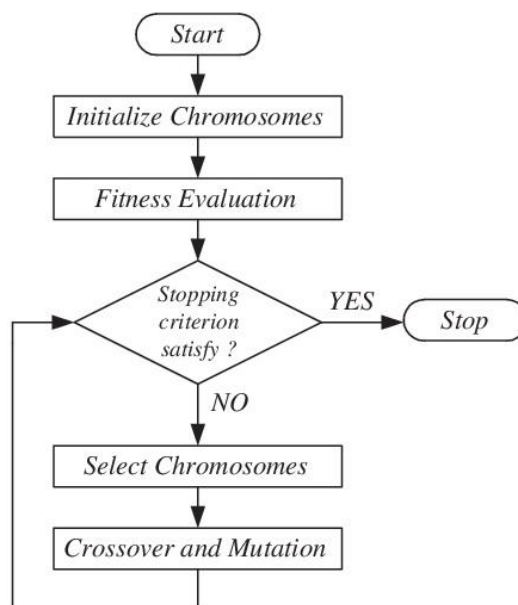 Start
Initialize Chromosomes
Fitness Evaluation
Stopping
criterion
satisfy ?
YES
Stop
NO
Select Chromosomes
Crossover and Mutation